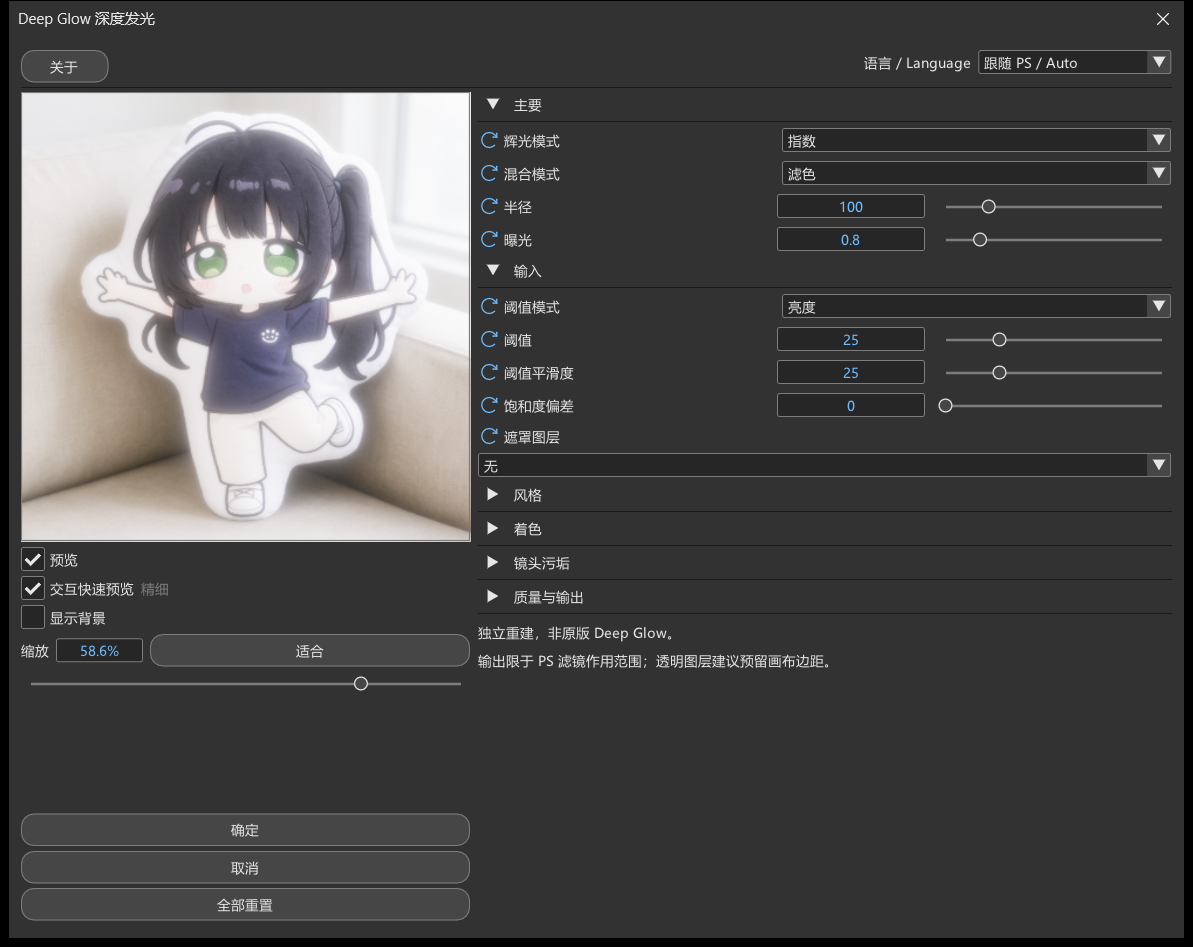 Deep Glow 深度发光
关于
语言 / Language 跟随 PS / Auto
主要
辉光模式 指数
混合模式 滤色
半径 100
曝光 0.8
输入
阈值模式 亮度
阈值 25
阈值平滑度 25
饱和度偏差 0
遮罩图层
无
风格
着色
镜头污垢
质量与输出
独立重建，非原版 Deep Glow。
输出限于 PS 滤镜作用范围；透明图层建议预留画布边距。
预览
交互快速预览 精细
显示背景
缩放 58.6% 适合
确定
取消
全部重置